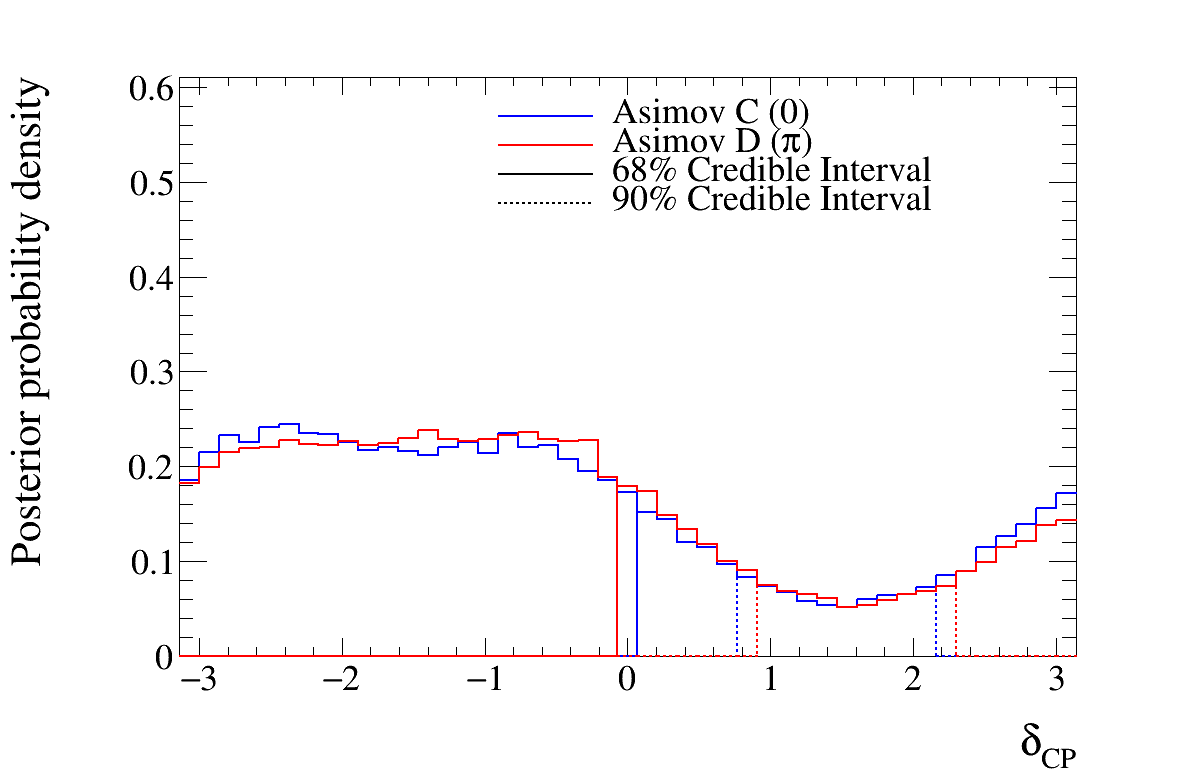 0.6
0.5
0.4
0.3
0.2
0.1
0
Posterior probability density
Asimov C (0)
Asimov D (π)
68% Credible Interval
90% Credible Interval
−3 −2 −1 0 1 2 3
δCP